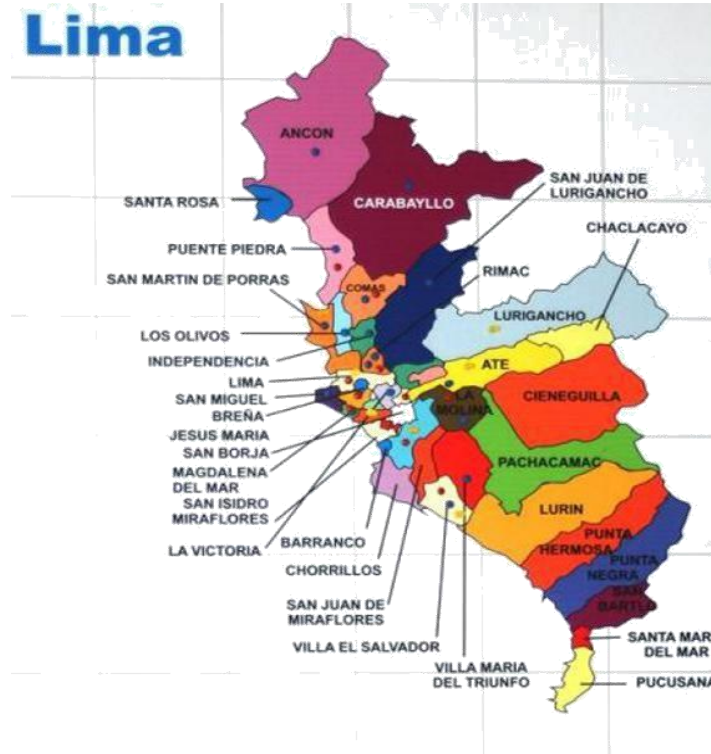 Lima
ANCON
SANTA ROSA
CARABAYLLO
SAN JUAN DE
LURIGANCHO
CHACLACAYO
PUENTE PIEDRA
RIMAC
SAN MARTIN DE PORRAS
COMAS
LURIGANCHO
LOS OLIVOS
INDEPENDENCIA
ATE
LIMA
SAN MIGUEL
BREÑA
LA
MOLINA
CIENEGUILLA
JESUS MARIA
SAN BORJA
MAGDALENA
DEL MAR
SAN ISIDRO
MIRAFLORES
PACHACAMAC
LURIN
LA VICTORIA
BARRANCO
CHORRILLOS
PUNTA
HERMOSA
PUNTA
NEGRA
SAN
BARTLO
SAN JUAN DE
MIRAFLORES
VILLA EL SALVADOR
VILLA MARIA
DEL TRIUNFO
SANTA MAR
DEL MAR
PUCUSANA